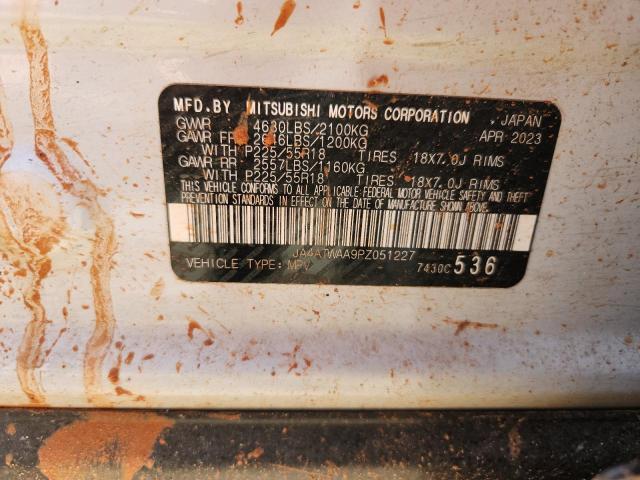 MFD.BY MITSUBISHI MOTORS CORPORATION JAPAN
GVWR 4630LBS/2100KG APR 2023
GAWR FR 2646LBS/1200KG
WITH P225/55R18 TIRES 18X7.0J RIMS
GAWR RR 2557LBS/1160KG
WITH P225/55R18 TIRES 18X7.0J RIMS
THIS VEHICLE CONFORMS TO ALL APPLICABLE FEDERAL MOTOR VEHICLE SAFETY AND THEFT
PREVENTION STANDARDS IN EFFECT ON THE DATE OF MANUFACTURE SHOWN ABOVE.
JA4ATWAA9PZ051227
VEHICLE TYPE: MPV 7430C 536